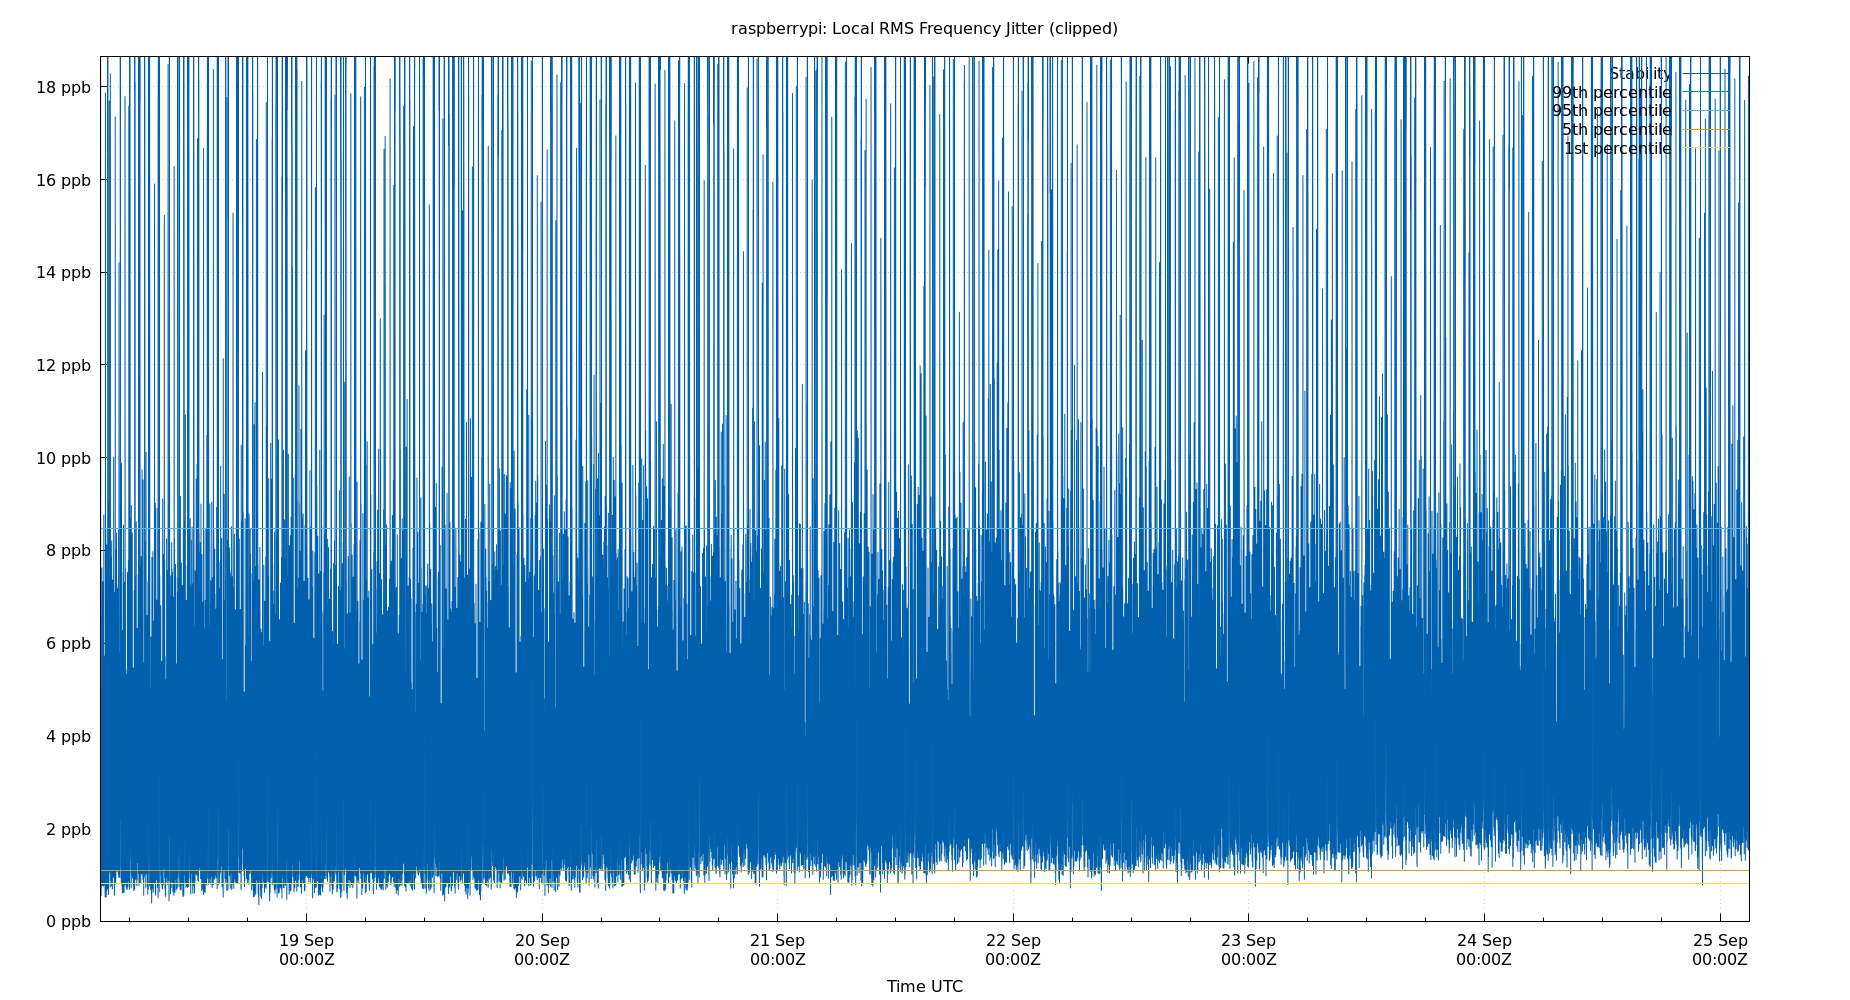 raspberrypi: Local RMS Frequency Jitter (clipped)
Stability
99th percentile
95th percentile
5th percentile
1st percentile
18 ppb
16 ppb
14 ppb
12 ppb
10 ppb
8 ppb
6 ppb
4 ppb
2 ppb
0 ppb
19 Sep 20 Sep 21 Sep 22 Sep 23 Sep 24 Sep 25 Sep
00:00Z 00:00Z 00:00Z 00:00Z 00:00Z 00:00Z 00:00Z
Time UTC